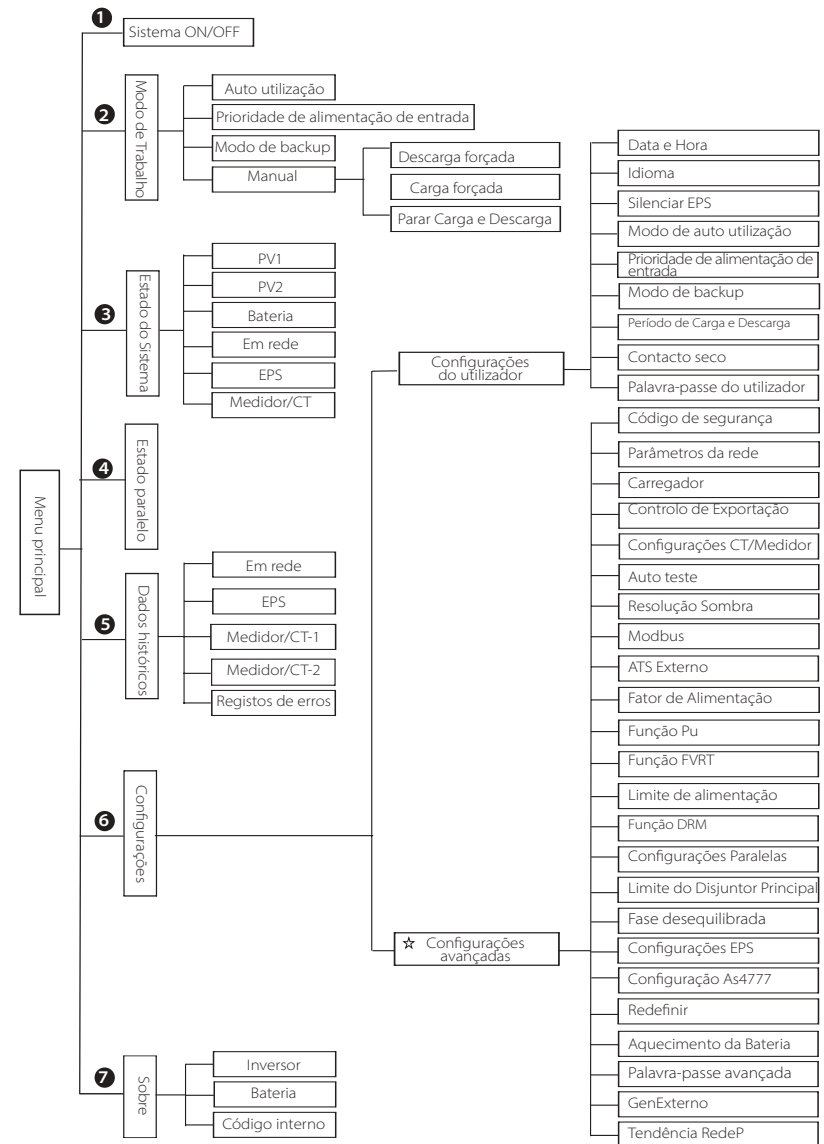 Menu principal
❶
Sistema ON/OFF
❷
Modo de Trabalho
Auto utilização
Prioridade de alimentação de entrada
Modo de backup
Manual
Descarga forçada
Carga forçada
Parar Carga e Descarga
❸
Estado do Sistema
PV1
PV2
Bateria
Em rede
EPS
Medidor/CT
❹
Estado paralelo
❺
Dados históricos
Em rede
EPS
Medidor/CT-1
Medidor/CT-2
Registos de erros
❻
Configurações
Configurações
do utilizador
Data e Hora
Idioma
Silenciar EPS
Modo de auto utilização
Prioridade de alimentação de
entrada
Modo de backup
Período de Carga e Descarga
Contacto seco
Palavra-passe do utilizador
☆ Configurações
avançadas
Código de segurança
Parâmetros da rede
Carregador
Controlo de Exportação
Configurações CT/Medidor
Auto teste
Resolução Sombra
Modbus
ATS Externo
Fator de Alimentação
Função Pu
Função FVRT
Limite de alimentação
Função DRM
Configurações Paralelas
Limite do Disjuntor Principal
Fase desequilibrada
Configurações EPS
Configuração As4777
Redefinir
Aquecimento da Bateria
Palavra-passe avançada
GenExterno
Tendência RedeP
❼
Sobre
Inversor
Bateria
Código interno